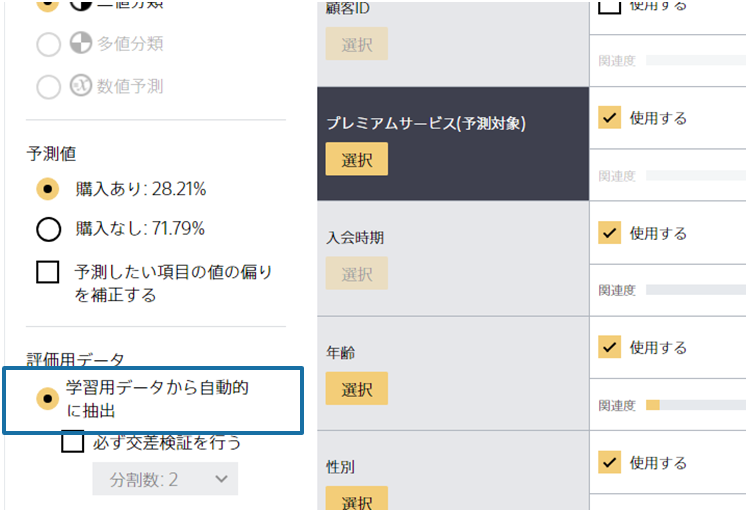 二値分類
多値分類
数値予測
予測値
購入あり: 28.21%
購入なし: 71.79%
予測したい項目の値の偏り
を補正する
評価用データ
学習用データから自動的
に抽出
必ず交差検証を行う
分割数: 2
顧客ID
選択
使用する
関連度
プレミアムサービス(予測対象)
選択
使用する
関連度
入会時期
選択
使用する
関連度
年齢
選択
使用する
関連度
性別
選択
使用する